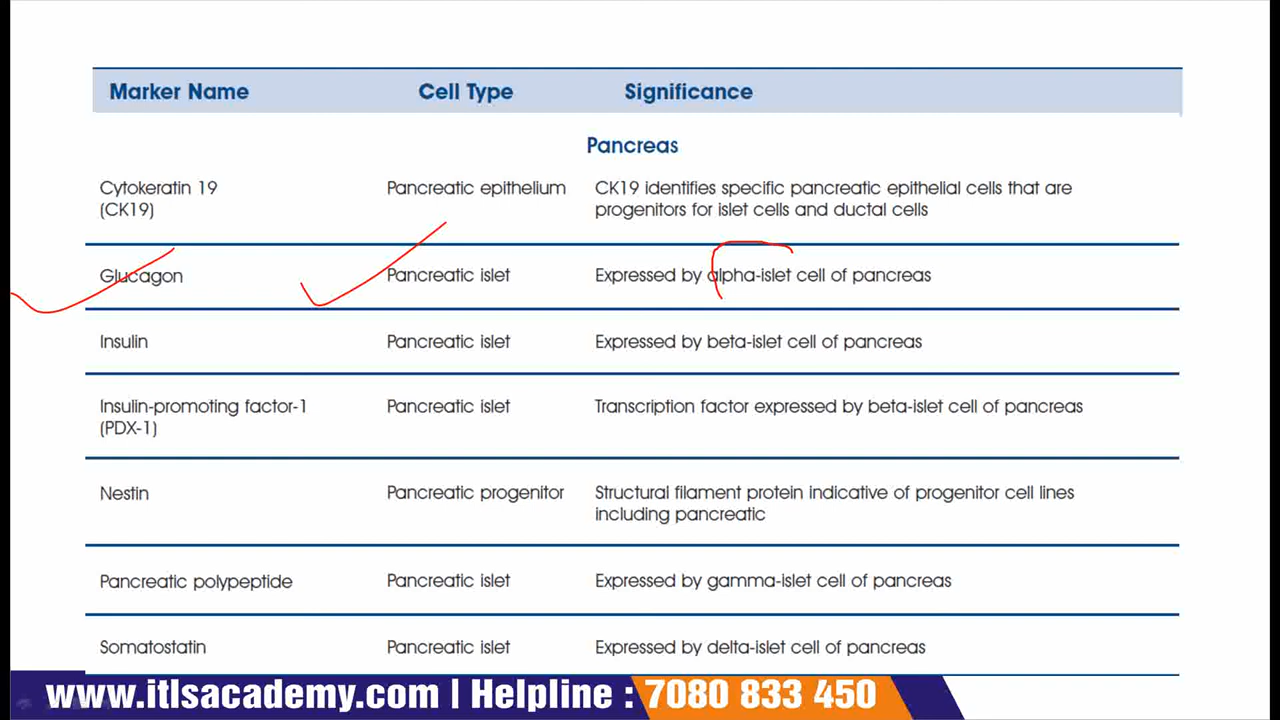 Marker Name Cell Type Significance
Pancreas
Cytokeratin 19 Pancreatic epithelium CK19 identifies specific pancreatic epithelial cells that are
(CK19) progenitors for islet cells and ductal cells
Glucagon Pancreatic islet Expressed by alpha-islet cell of pancreas
Insulin Pancreatic islet Expressed by beta-islet cell of pancreas
Insulin-promoting factor-1 Pancreatic islet Transcription factor expressed by beta-islet cell of pancreas
(PDX-1)
Nestin Pancreatic progenitor Structural filament protein indicative of progenitor cell lines
including pancreatic
Pancreatic polypeptide Pancreatic islet Expressed by gamma-islet cell of pancreas
Somatostatin Pancreatic islet Expressed by delta-islet cell of pancreas
www.itlsacademy.com | Helpline : 7080 833 450